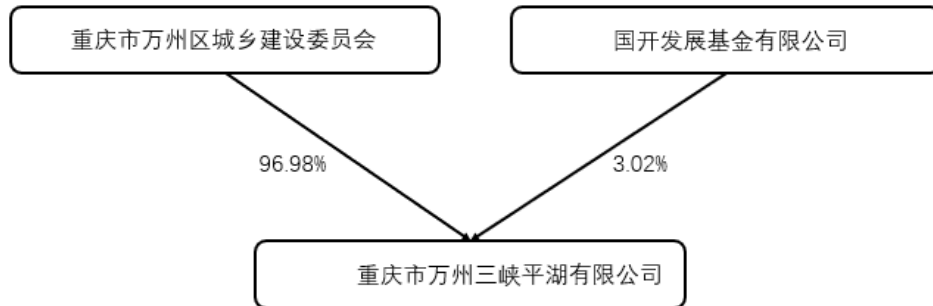 重庆市万州区城乡建设委员会
国开发展基金有限公司
96.98%
3.02%
重庆市万州三峡平湖有限公司